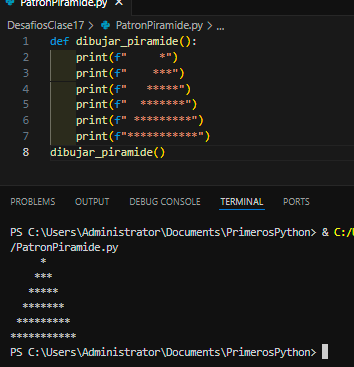 PatronPiramide.py ×
DesafiosClase17 > PatronPiramide.py > ...
1 def dibujar_piramide():
2     print(f"     *")
3     print(f"    ***")
4     print(f"   *****")
5     print(f"  *******")
6     print(f" *********")
7     print(f"***********")
8 dibujar_piramide()
PROBLEMS OUTPUT DEBUG CONSOLE TERMINAL PORTS
PS C:\Users\Administrator\Documents\PrimerosPython> & C:/
/PatronPiramide.py
     *
    ***
   *****
  *******
 *********
***********
PS C:\Users\Administrator\Documents\PrimerosPython>